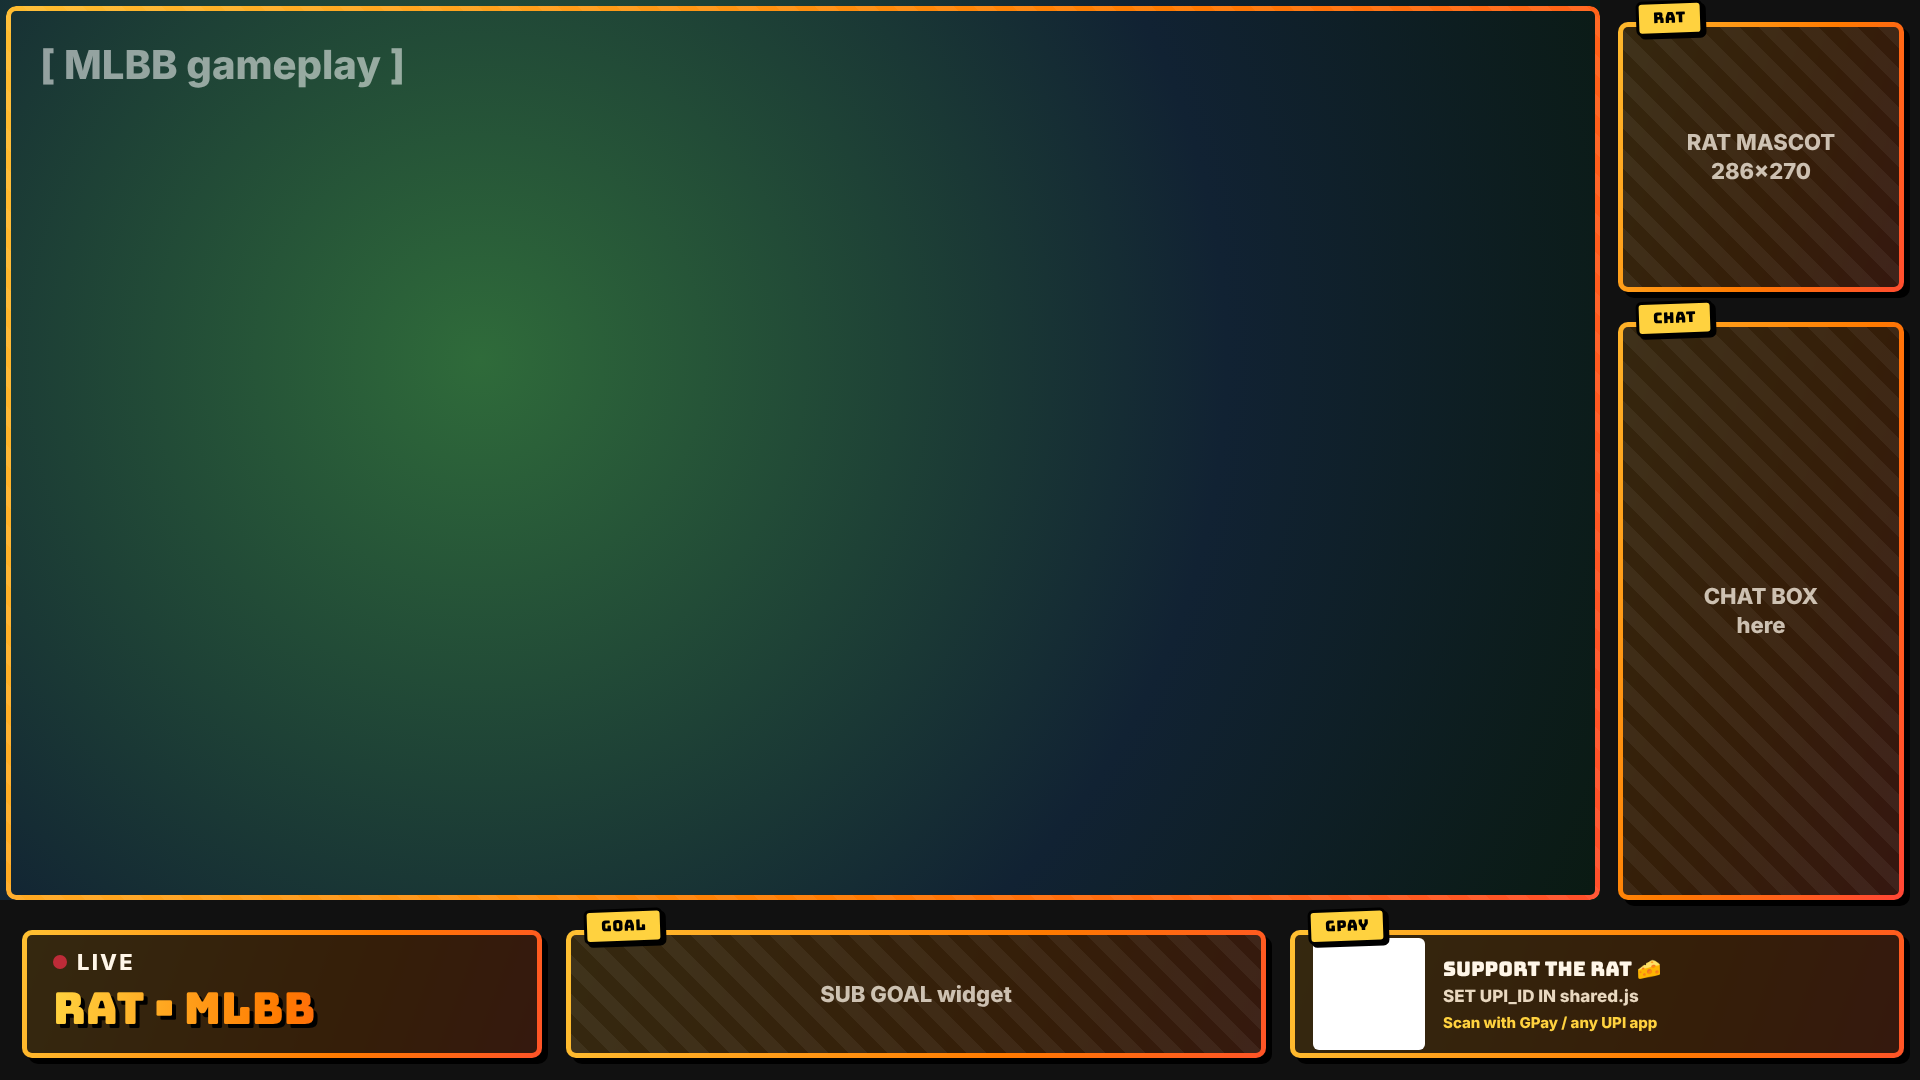 [ MLBB gameplay ]
RAT
RAT MASCOT
286×270
CHAT
CHAT BOX
here
LIVE
RAT ▪ MLBB
GOAL
SUB GOAL widget
GPAY
SUPPORT THE RAT 🧀
SET UPI_ID IN shared.js
Scan with GPay / any UPI app